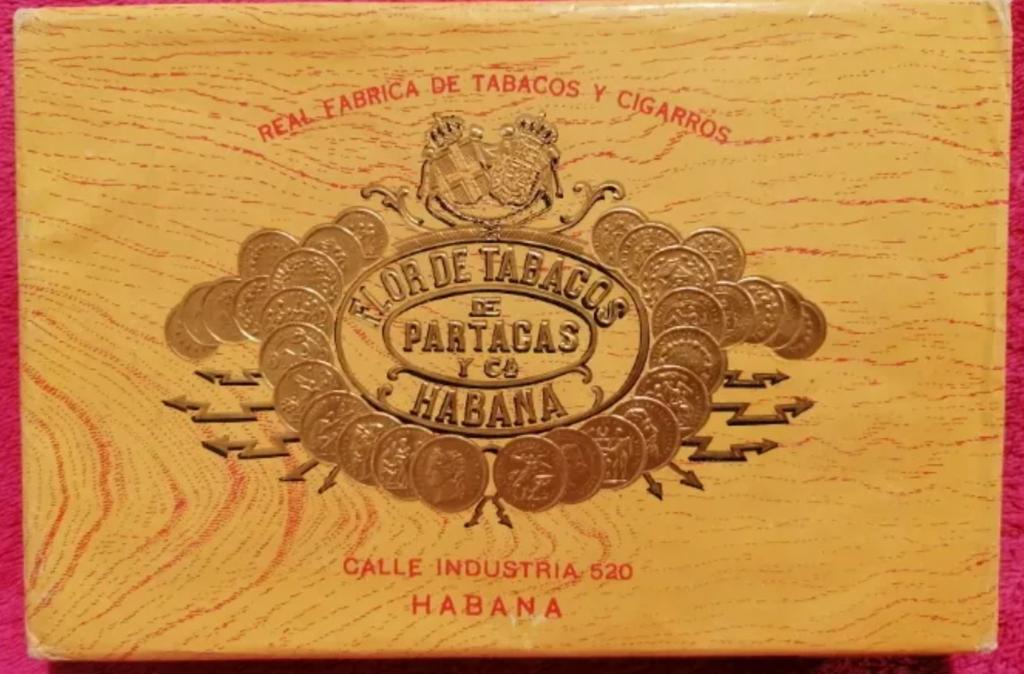 REAL FABRICA DE TABACOS Y CIGARROS
FLOR DE TABACOS
DE
PARTAGAS
Y Cª
HABANA
CALLE INDUSTRIA 520
HABANA